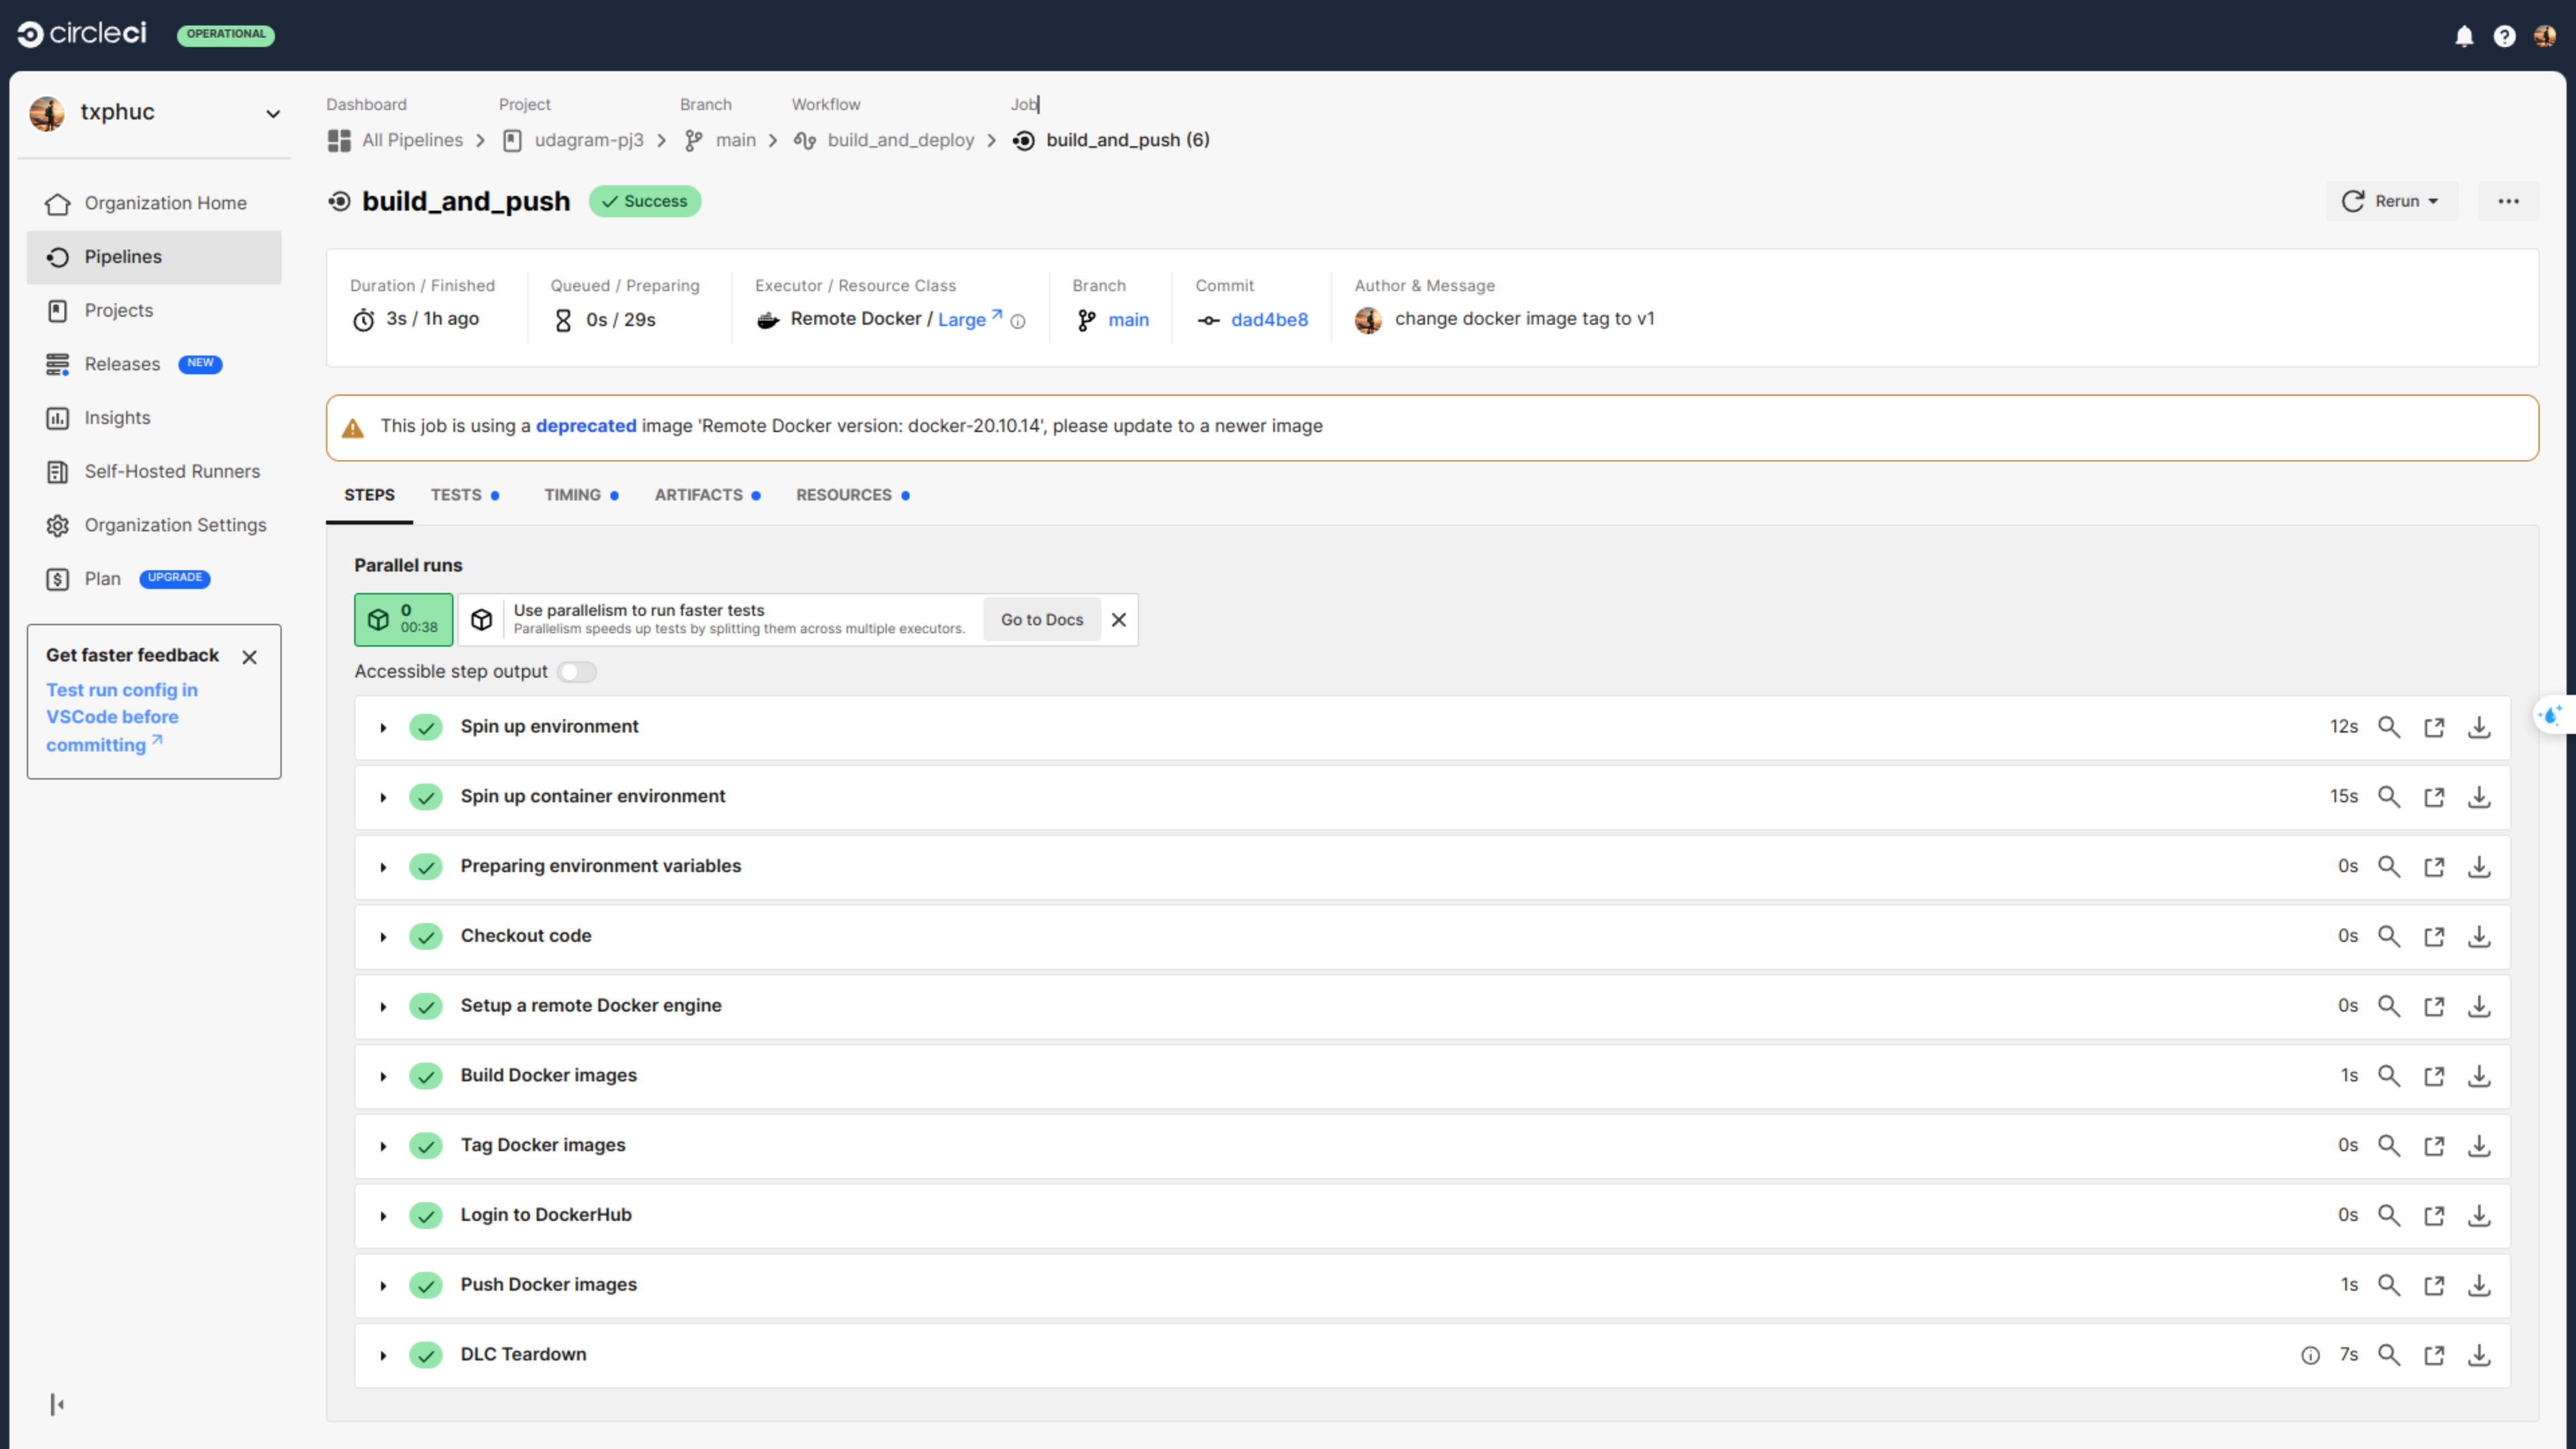 circleci OPERATIONAL
txphuc
Organization Home
Pipelines
Projects
Releases NEW
Insights
Self-Hosted Runners
Organization Settings
Plan UPGRADE
Get faster feedback
Test run config in
VSCode before
committing
Dashboard Project Branch Workflow Job
All Pipelines udagram-pj3 main build_and_deploy build_and_push (6)
build_and_push Success
Rerun
Duration / Finished Queued / Preparing Executor / Resource Class Branch Commit Author & Message
3s / 1h ago 0s / 29s Remote Docker / Large main dad4be8 change docker image tag to v1
This job is using a deprecated image 'Remote Docker version: docker-20.10.14', please update to a newer image
STEPS TESTS TIMING ARTIFACTS RESOURCES
Parallel runs
0
00:38
Use parallelism to run faster tests
Parallelism speeds up tests by splitting them across multiple executors.
Go to Docs
Accessible step output
Spin up environment 12s
Spin up container environment 15s
Preparing environment variables 0s
Checkout code 0s
Setup a remote Docker engine 0s
Build Docker images 1s
Tag Docker images 0s
Login to DockerHub 0s
Push Docker images 1s
DLC Teardown 7s